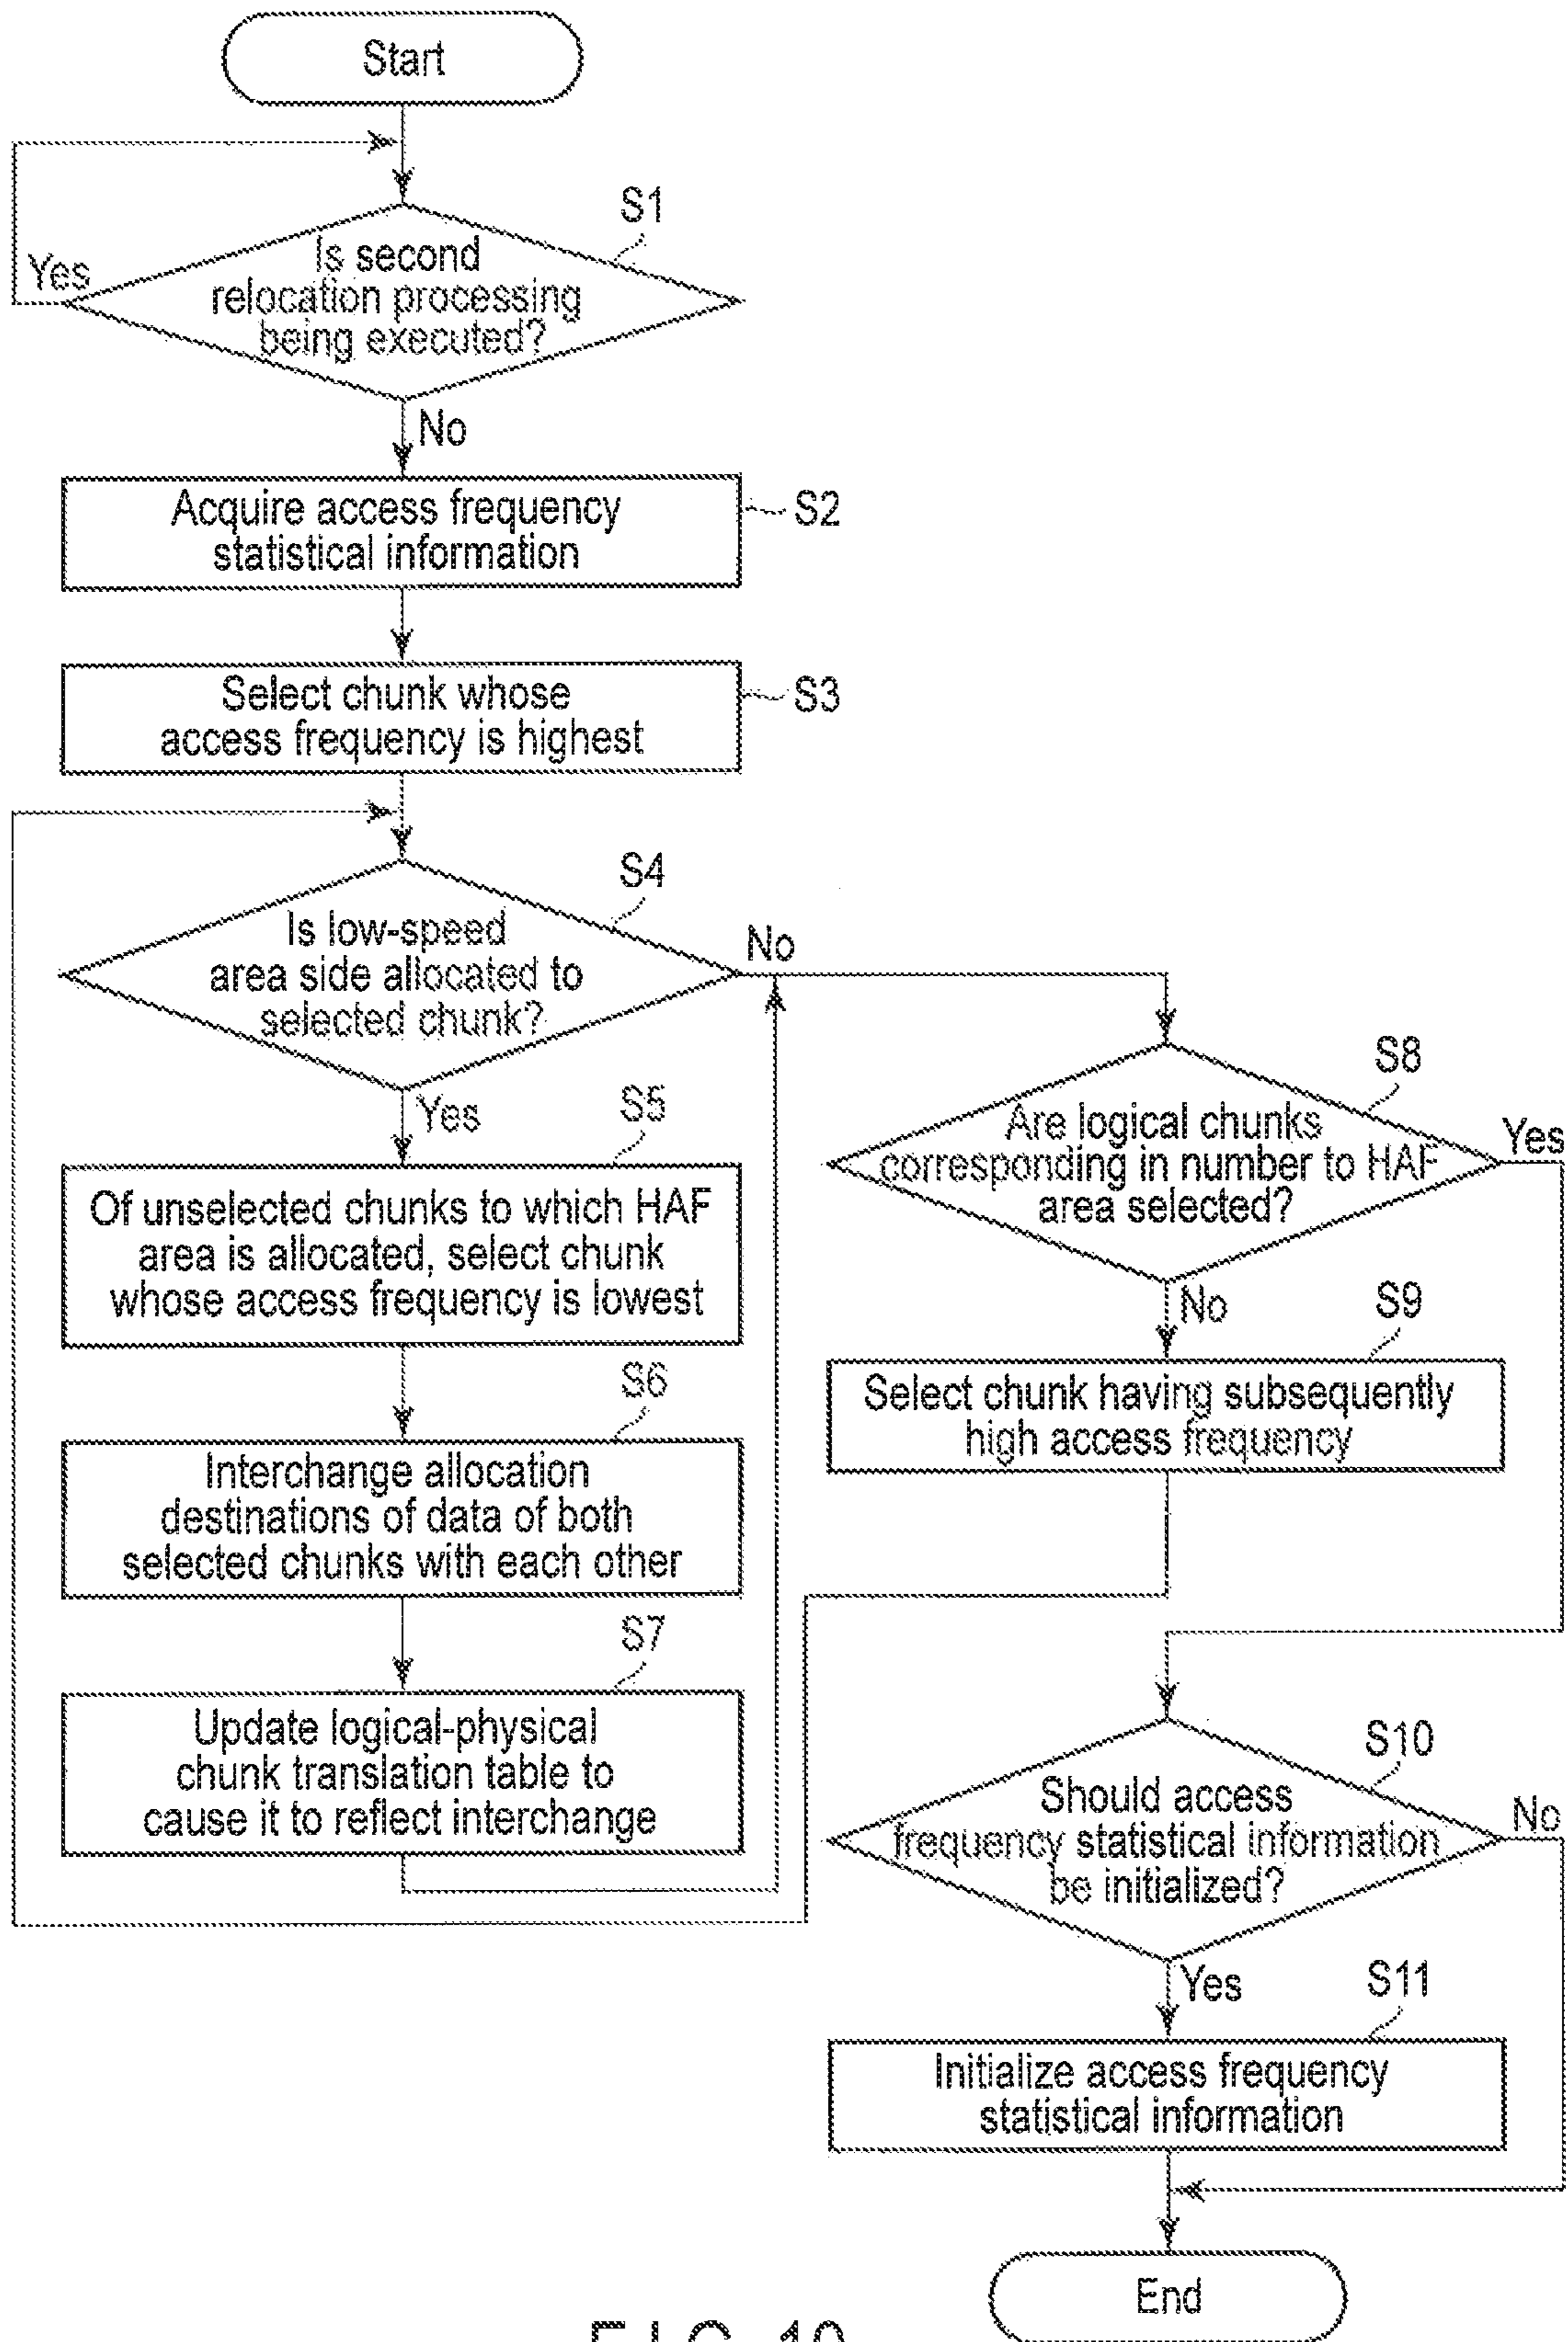 Start
S1
Is second
relocation processing
being executed?
Yes
No
Acquire access frequency
statistical information
S2
Select chunk whose
access frequency is highest
S3
S4
Is low-speed
area side allocated to
selected chunk?
No
Yes
S5
Of unselected chunks to which HAF
area is allocated, select chunk
whose access frequency is lowest
S6
Interchange allocation
destinations of data of both
selected chunks with each other
S7
Update logical-physical
chunk translation table to
cause it to reflect interchange
S8
Are logical chunks
corresponding in number to HAF
area selected?
Yes
No
S9
Select chunk having subsequently
high access frequency
S10
Should access
frequency statistical information
be initialized?
No
Yes
S11
Initialize access frequency
statistical information
End